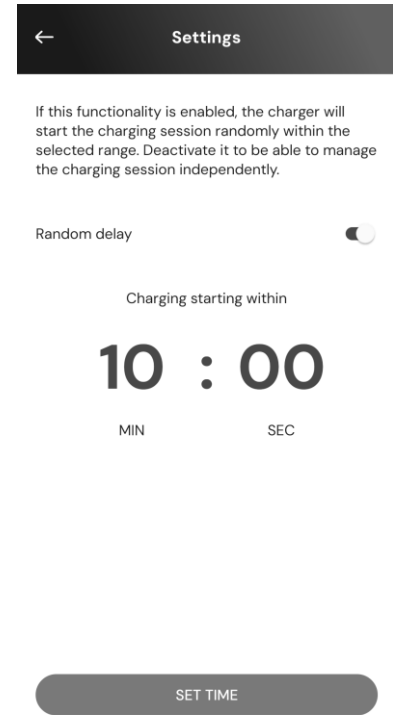 Settings
If this functionality is enabled, the charger will
start the charging session randomly within the
selected range. Deactivate it to be able to manage
the charging session independently.
Random delay
Charging starting within
10 : 00
MIN SEC
SET TIME